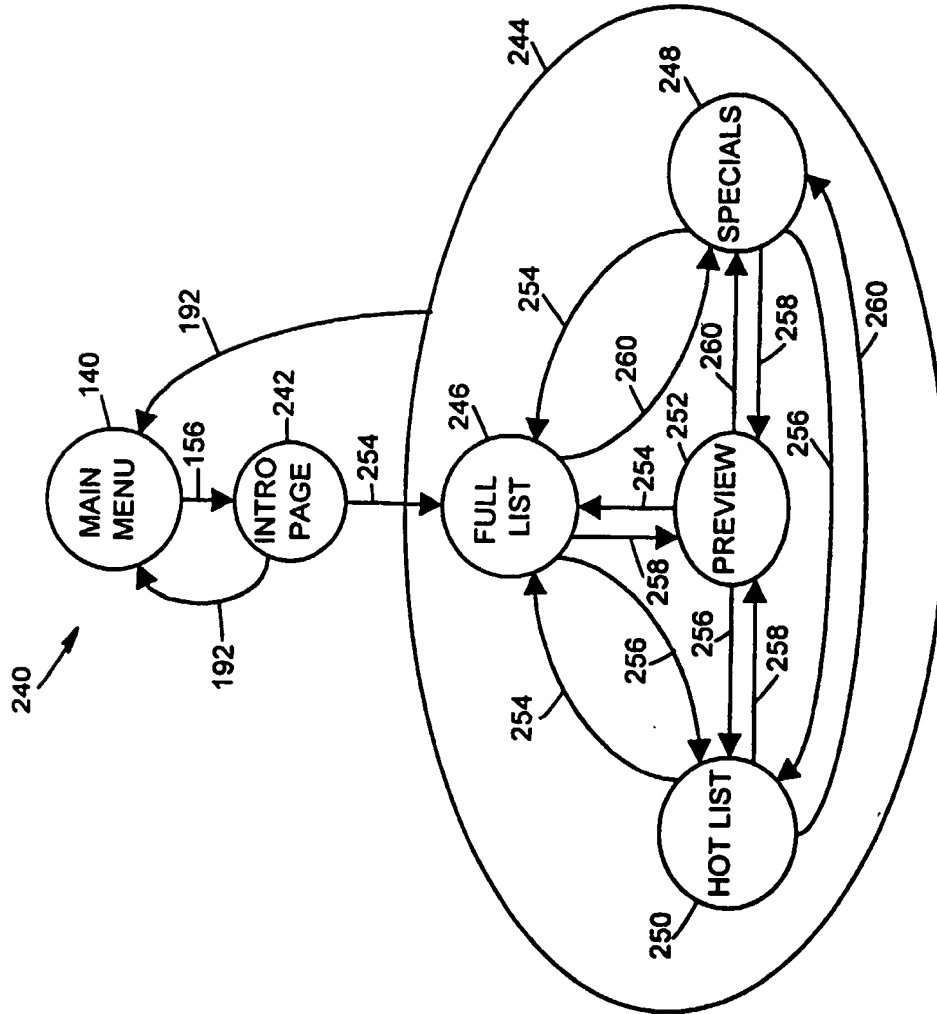 240
192
MAIN
MENU
140
192
156
INTRO
PAGE
242
254
244
FULL
LIST
246
254
254
256
258
254
260
HOT LIST
250
256
258
PREVIEW
252
260
258
SPECIALS
248
256
260